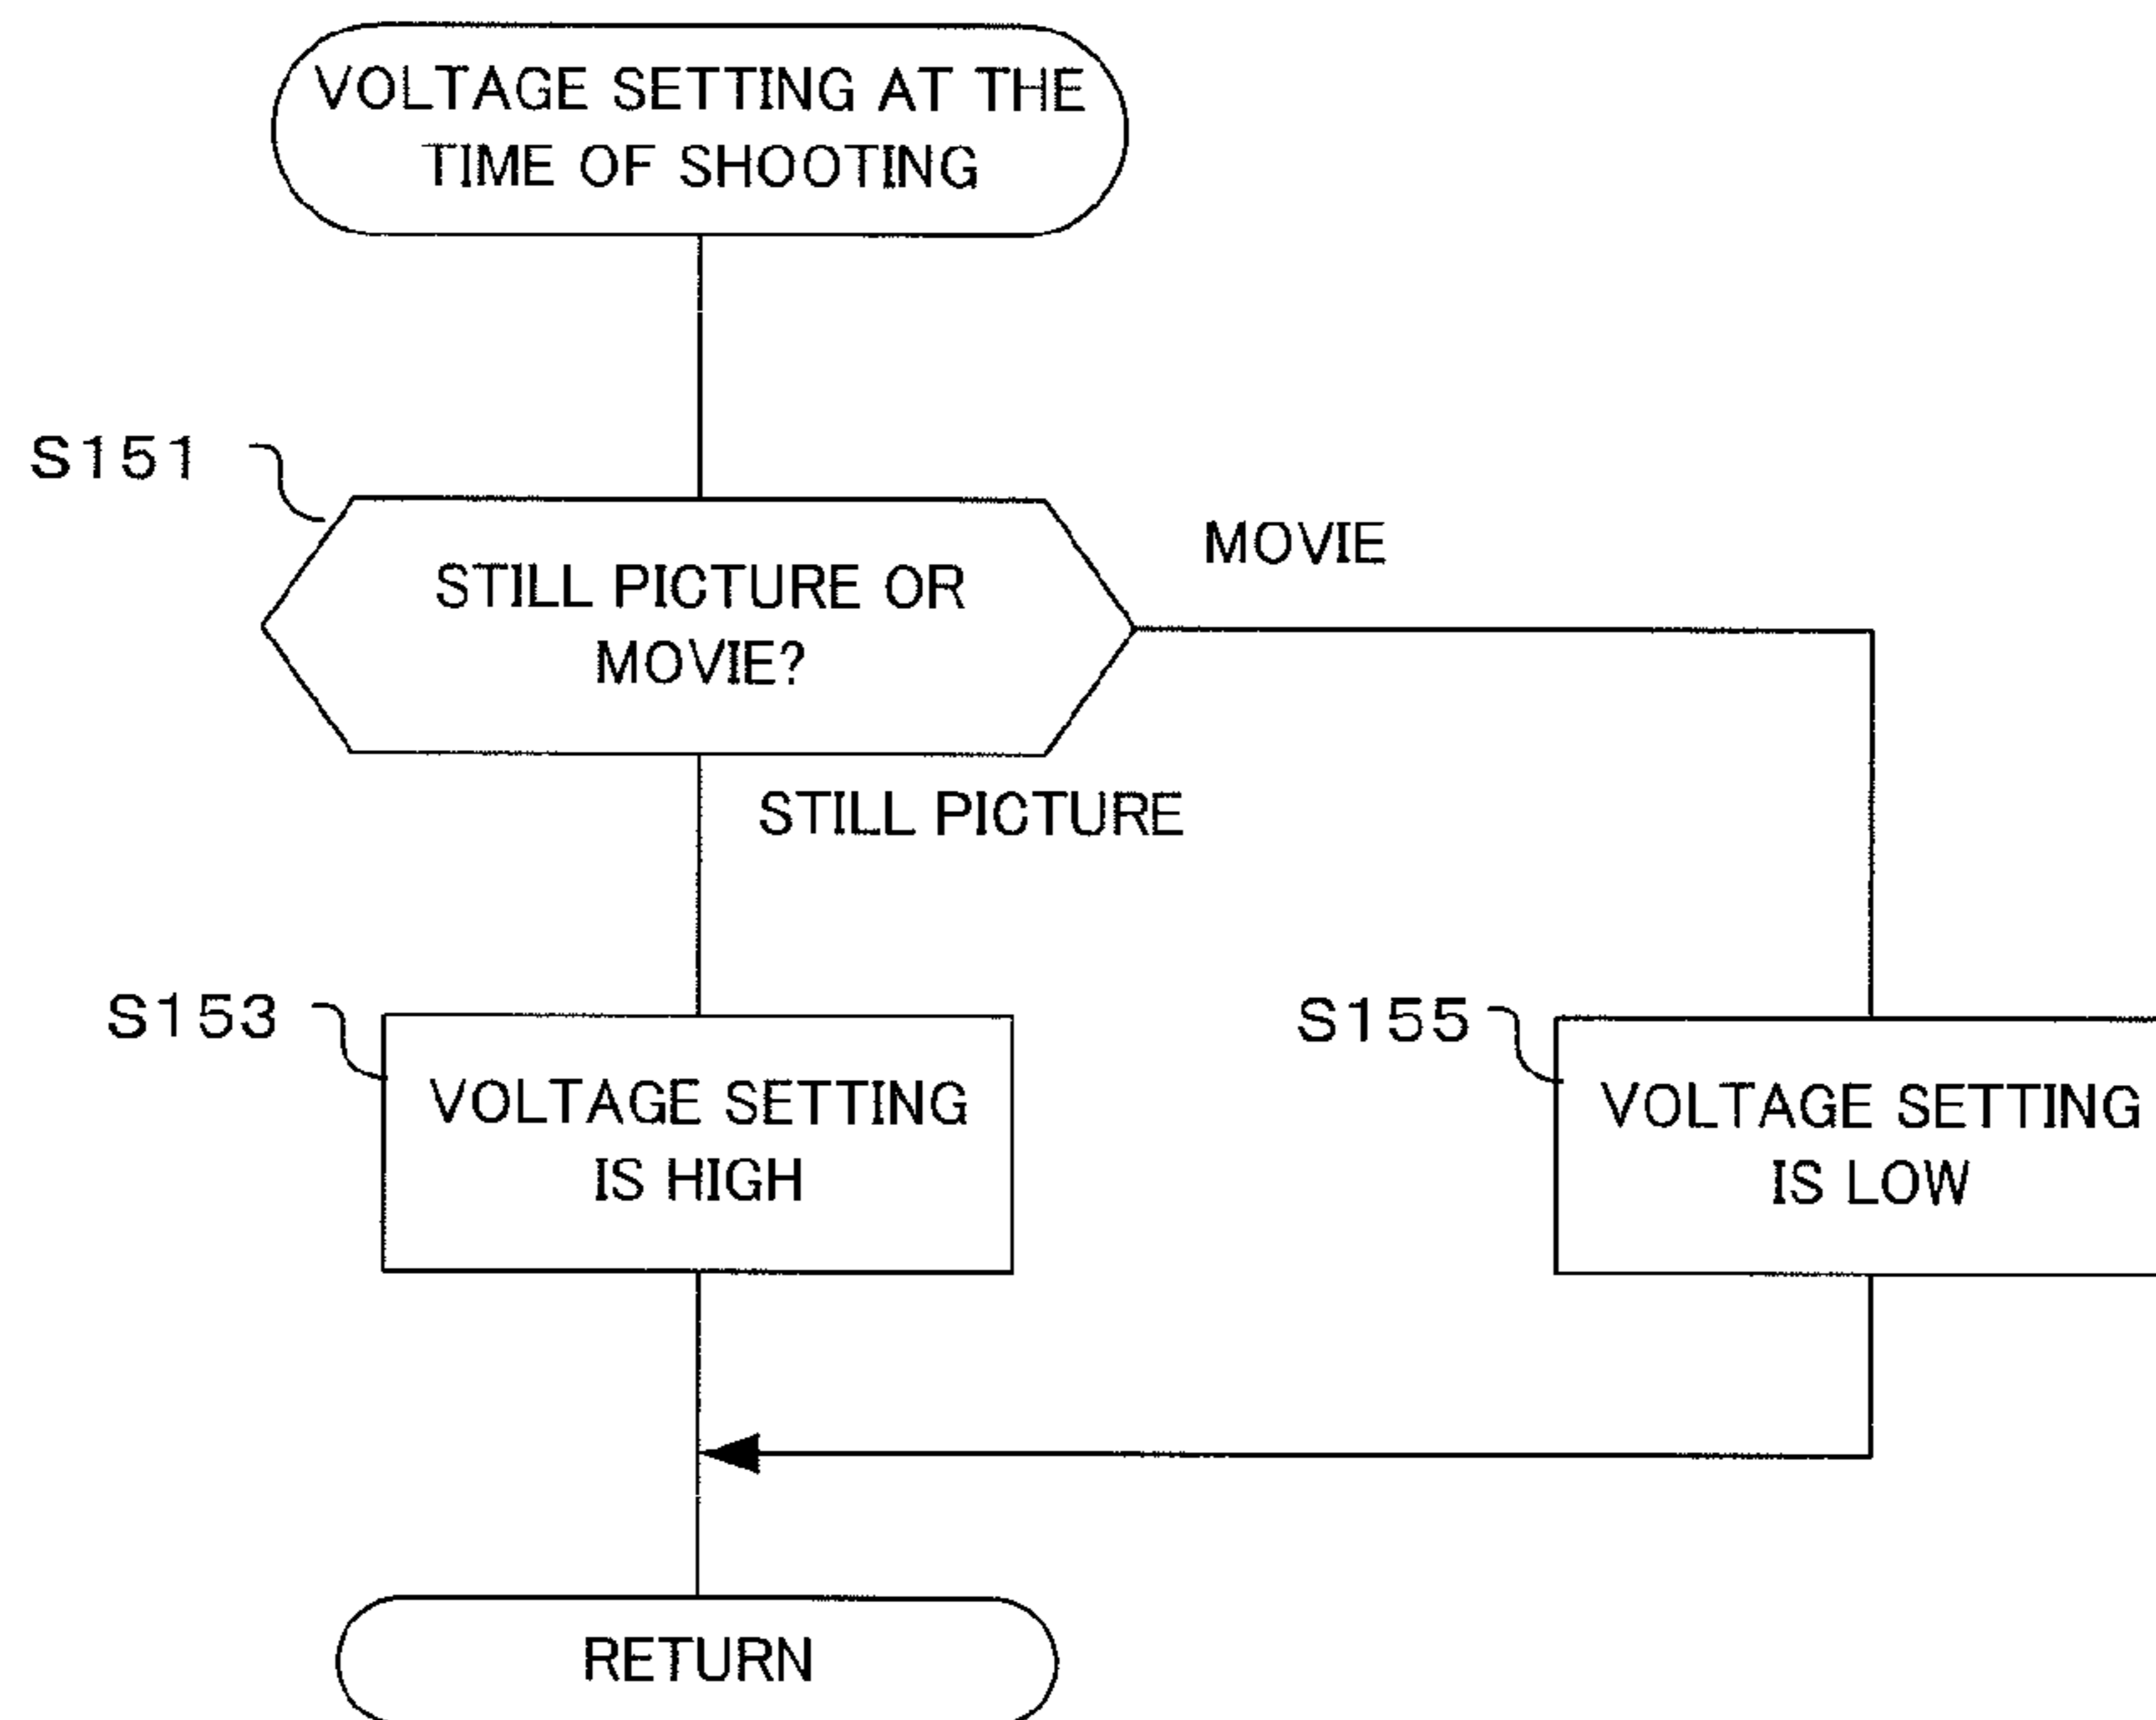 VOLTAGE SETTING AT THE
TIME OF SHOOTING
S151
STILL PICTURE OR
MOVIE?
MOVIE
STILL PICTURE
S153
VOLTAGE SETTING
IS HIGH
S155
VOLTAGE SETTING
IS LOW
RETURN